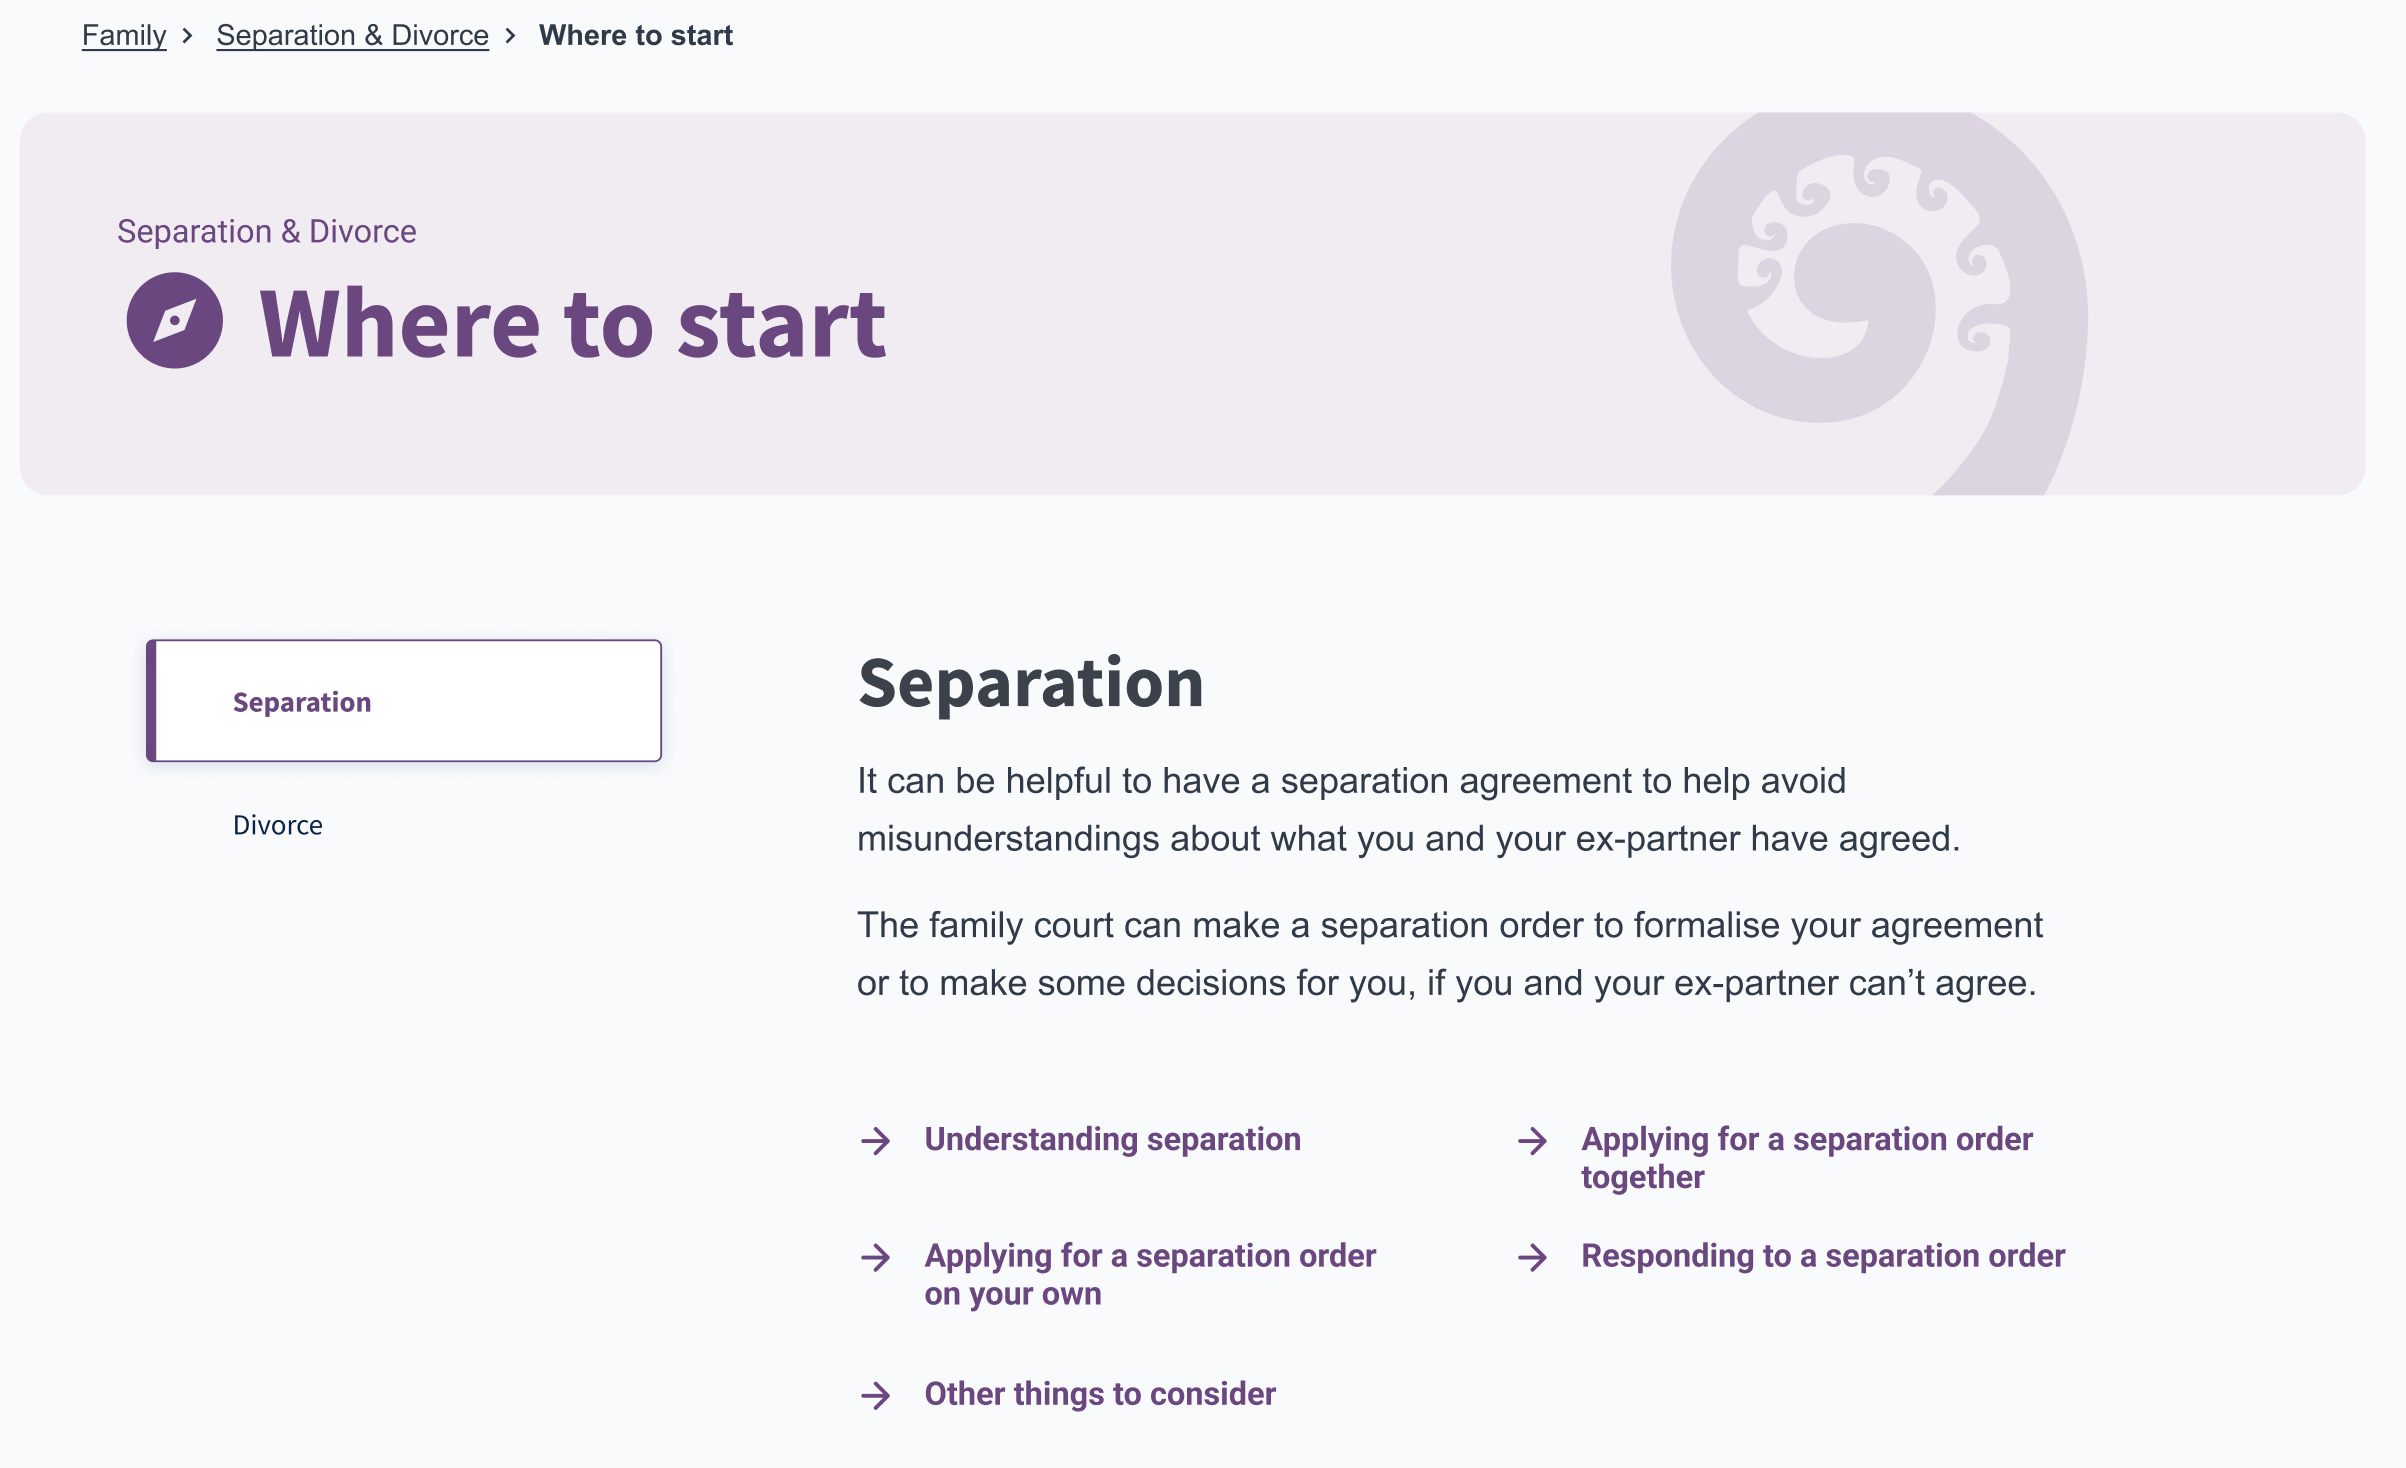 Family > Separation & Divorce > Where to start
Separation & Divorce
Where to start
Separation
Divorce
Separation
It can be helpful to have a separation agreement to help avoid
misunderstandings about what you and your ex-partner have agreed.
The family court can make a separation order to formalise your agreement
or to make some decisions for you, if you and your ex-partner can’t agree.
Understanding separation
Applying for a separation order
together
Applying for a separation order
on your own
Responding to a separation order
Other things to consider